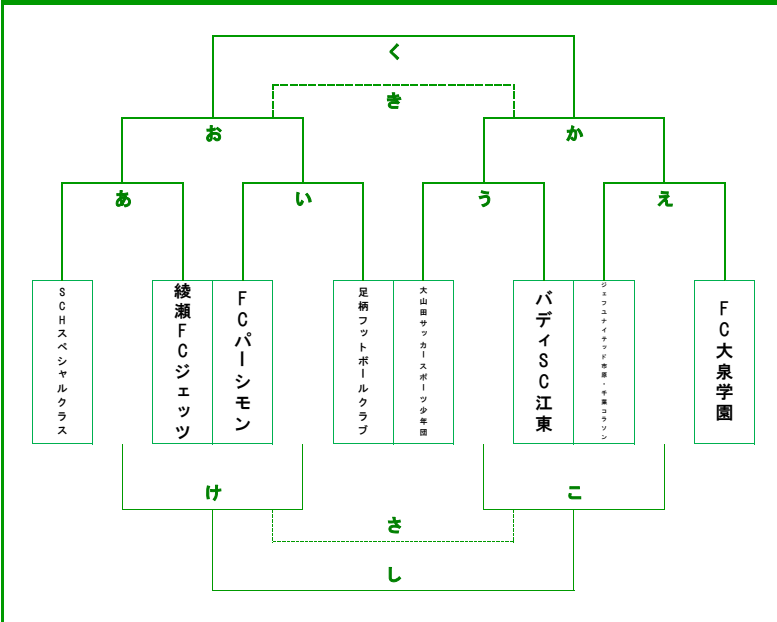 く
き
お
か
あ
い
う
え
SCHスペシャルクラス
綾瀬FCジェッツ
FCパーシモン
足柄フットボールクラブ
大山田サッカースポーツ少年団
バディSC江東
ジェフユナイテッド市原・千葉コラソン
FC大泉学園
け
こ
さ
し